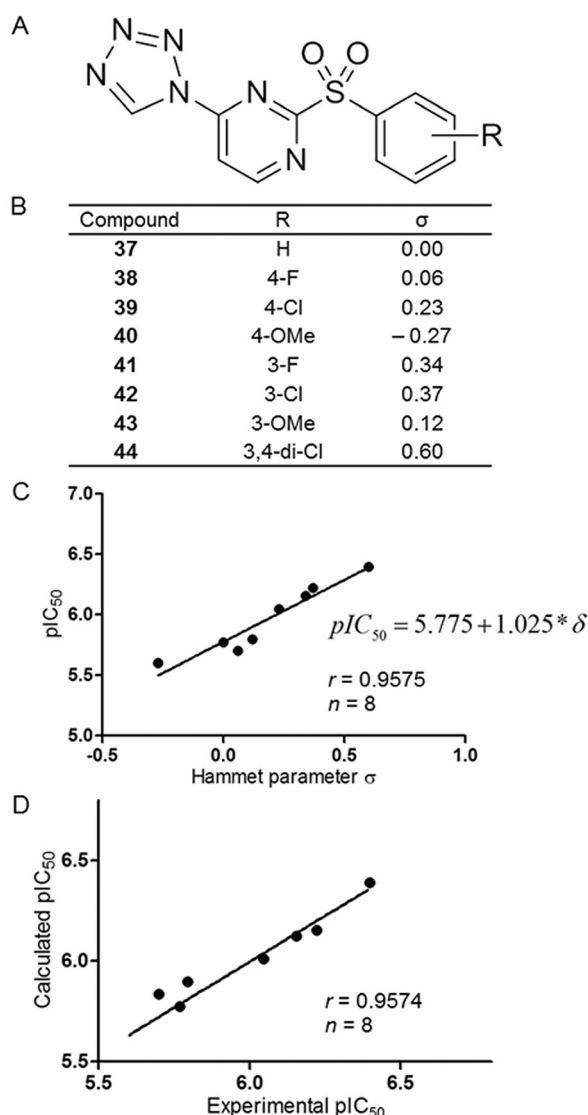 A
N N N N N N N O O S R
B
Compound R σ
37 H 0.00
38 4-F 0.06
39 4-Cl 0.23
40 4-OMe – 0.27
41 3-F 0.34
42 3-Cl 0.37
43 3-OMe 0.12
44 3,4-di-Cl 0.60
C
7.0
6.5
6.0
5.5
5.0
pIC50
pIC50 = 5.775+1.025* δ
r = 0.9575
n = 8
-0.5 0.0 0.5 1.0
Hammet parameter σ
D
6.5
6.0
5.5
Calculated pIC50
r = 0.9574
n = 8
5.5 6.0 6.5
Experimental pIC50